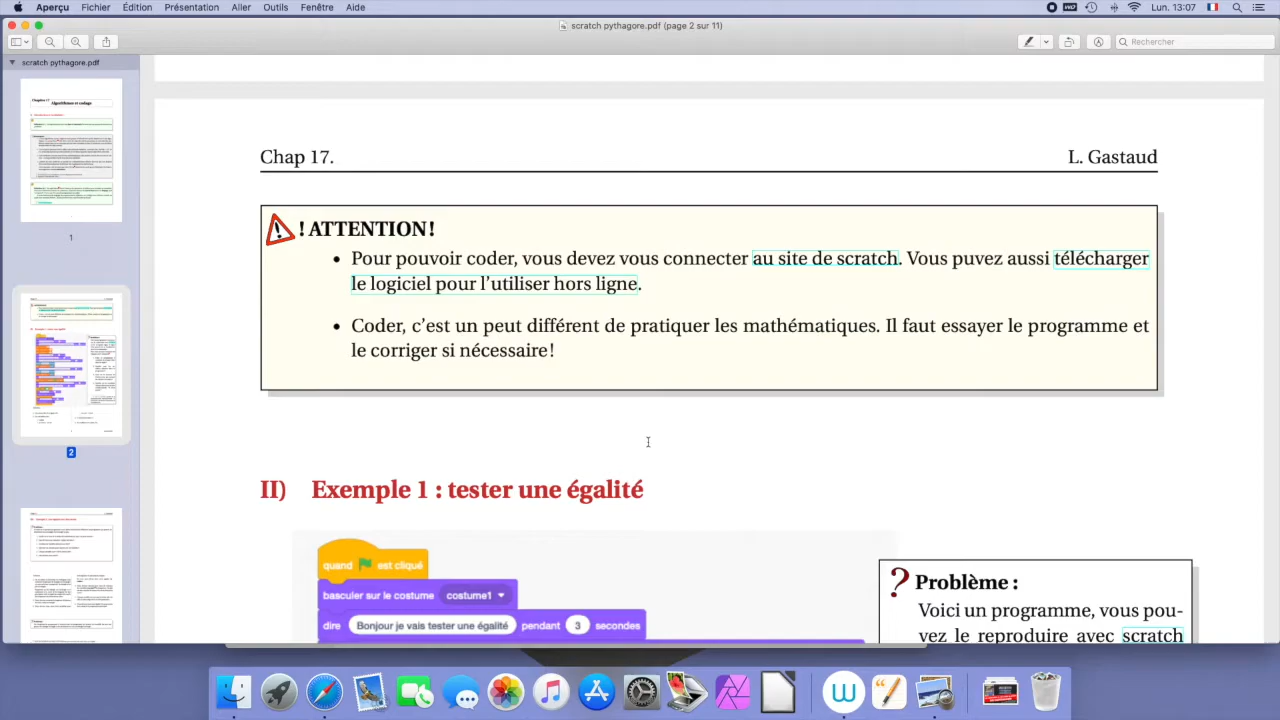 Aperçu Fichier Édition Présentation Aller Outils Fenêtre Aide
Lun. 13:07
scratch pythagore.pdf (page 2 sur 11)
Rechercher
scratch pythagore.pdf
1
2
Chap 17.
L. Gastaud
! ATTENTION!
• Pour pouvoir coder, vous devez vous connecter au site de scratch. Vous puvez aussi télécharger
le logiciel pour l'utiliser hors ligne.
• Coder, c'est un peut différent de pratiquer les mathématiques. Il faut essayer le programme et
le corriger si nécessaire!
II) Exemple 1 : tester une égalité
quand est cliqué
basculer sur le costume costume1
dire Bonjour je vais tester une égalité pendant 3 secondes
? Problème :
Voici un programme, vous pou-
vez le reproduire avec scratch